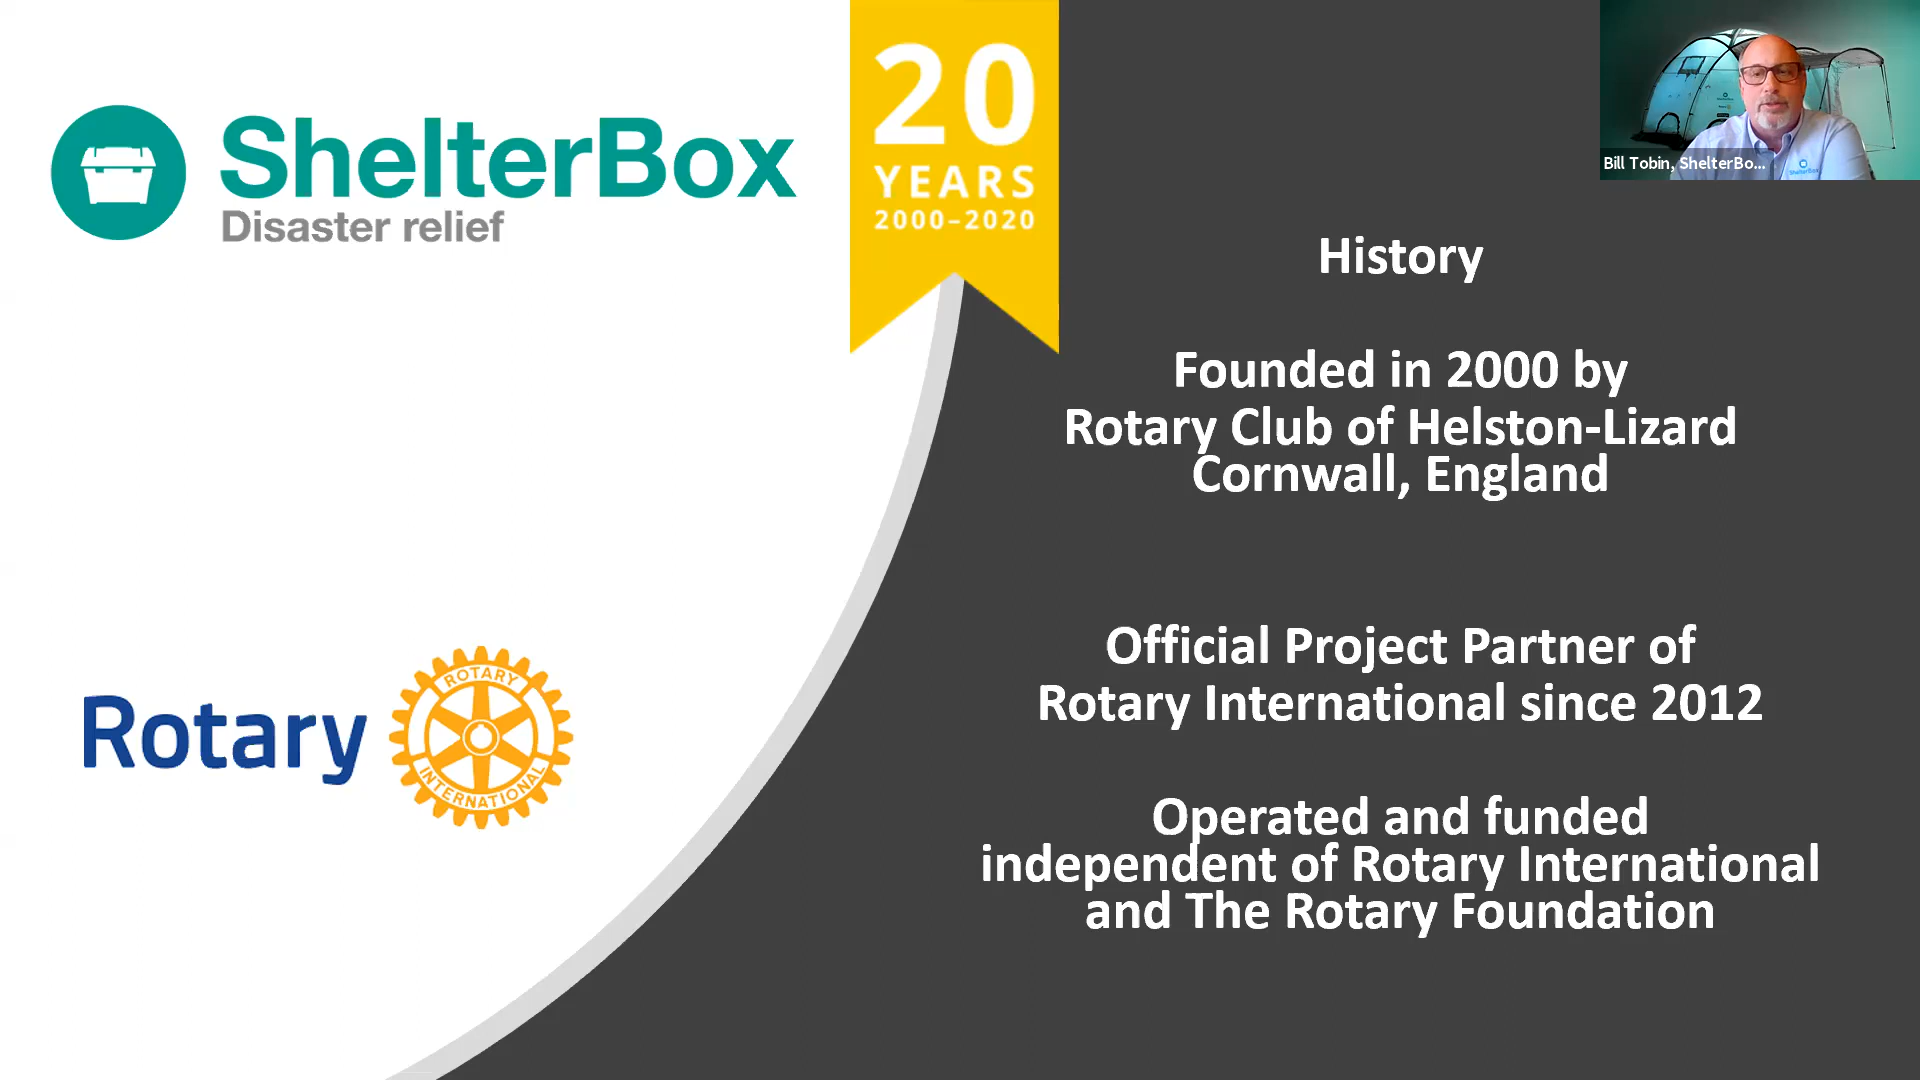 ShelterBox
Disaster relief
20
YEARS
2000–2020
Bill Tobin, ShelterBo...
ShelterBox
History
Founded in 2000 by
Rotary Club of Helston-Lizard
Cornwall, England
Official Project Partner of
Rotary International since 2012
Operated and funded
independent of Rotary International
and The Rotary Foundation
Rotary
ROTARY
INTERNATIONAL